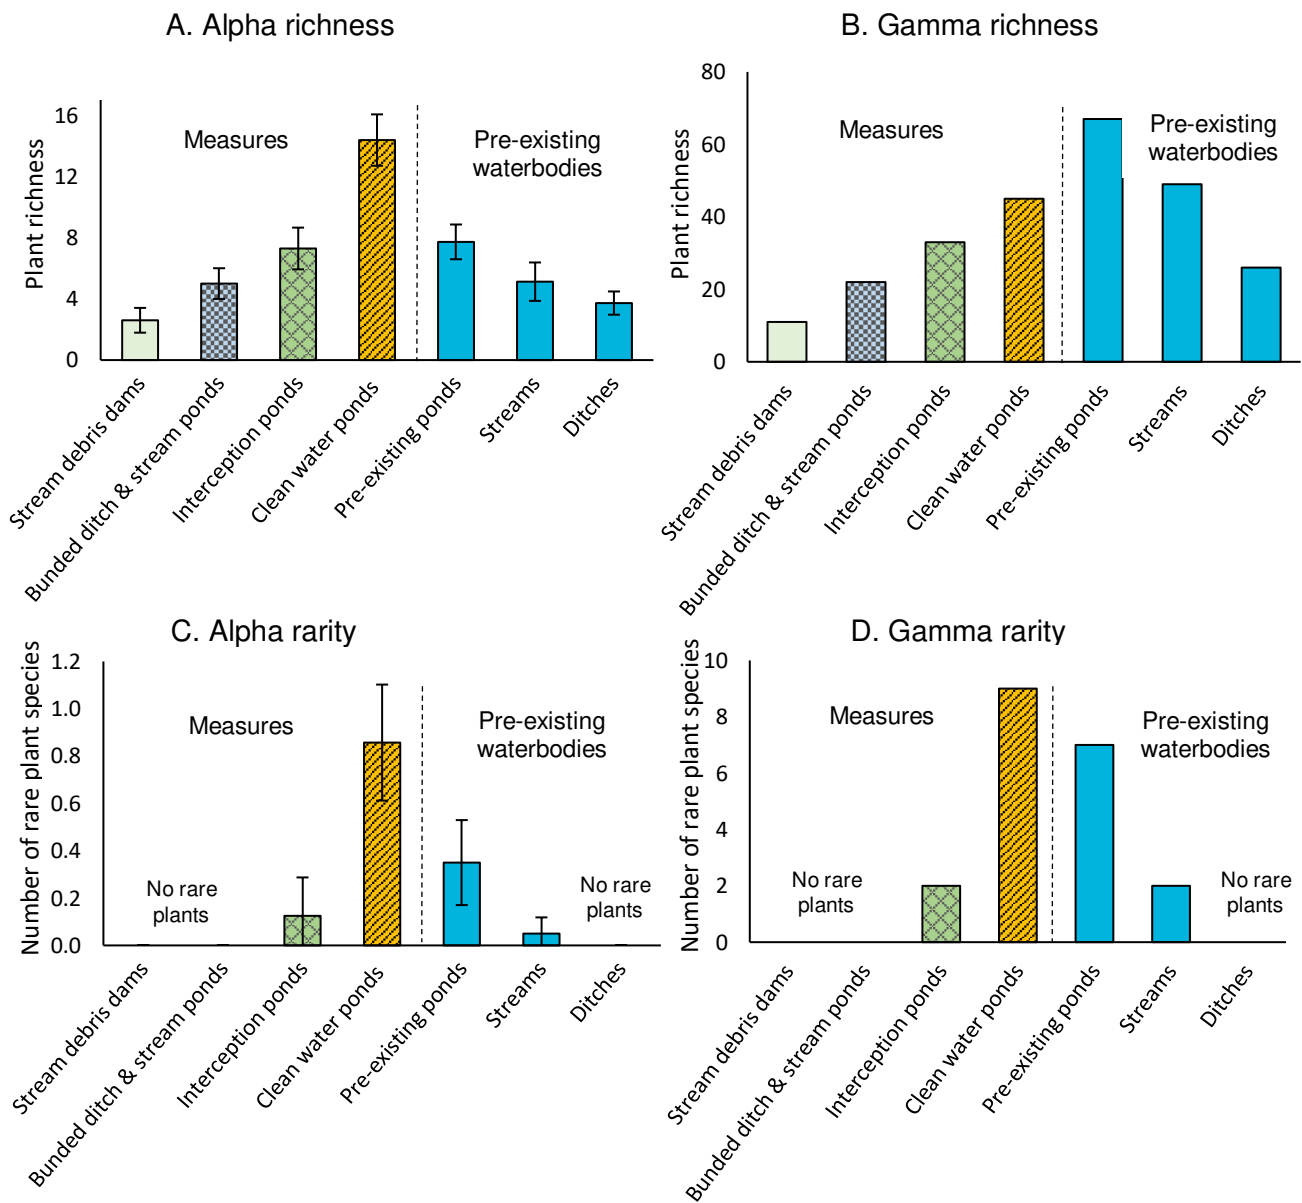 A. Alpha richness
Plant richness
16
12
8
4
0
Measures
Pre-existing
waterbodies
Stream debris dams
Bunded ditch & stream ponds
Interception ponds
Clean water ponds
Pre-existing ponds
Streams
Ditches
B. Gamma richness
Plant richness
80
60
40
20
0
Measures
Pre-existing
waterbodies
Stream debris dams
Bunded ditch & stream ponds
Interception ponds
Clean water ponds
Pre-existing ponds
Streams
Ditches
C. Alpha rarity
Number of rare plant species
1.2
1.0
0.8
0.6
0.4
0.2
0.0
Measures
Pre-existing
waterbodies
No rare
plants
No rare
plants
Stream debris dams
Bunded ditch & stream ponds
Interception ponds
Clean water ponds
Pre-existing ponds
Streams
Ditches
D. Gamma rarity
Number of rare plant species
10
8
6
4
2
0
Measures
Pre-existing
waterbodies
No rare
plants
No rare
plants
Stream debris dams
Bunded ditch & stream ponds
Interception ponds
Clean water ponds
Pre-existing ponds
Streams
Ditches